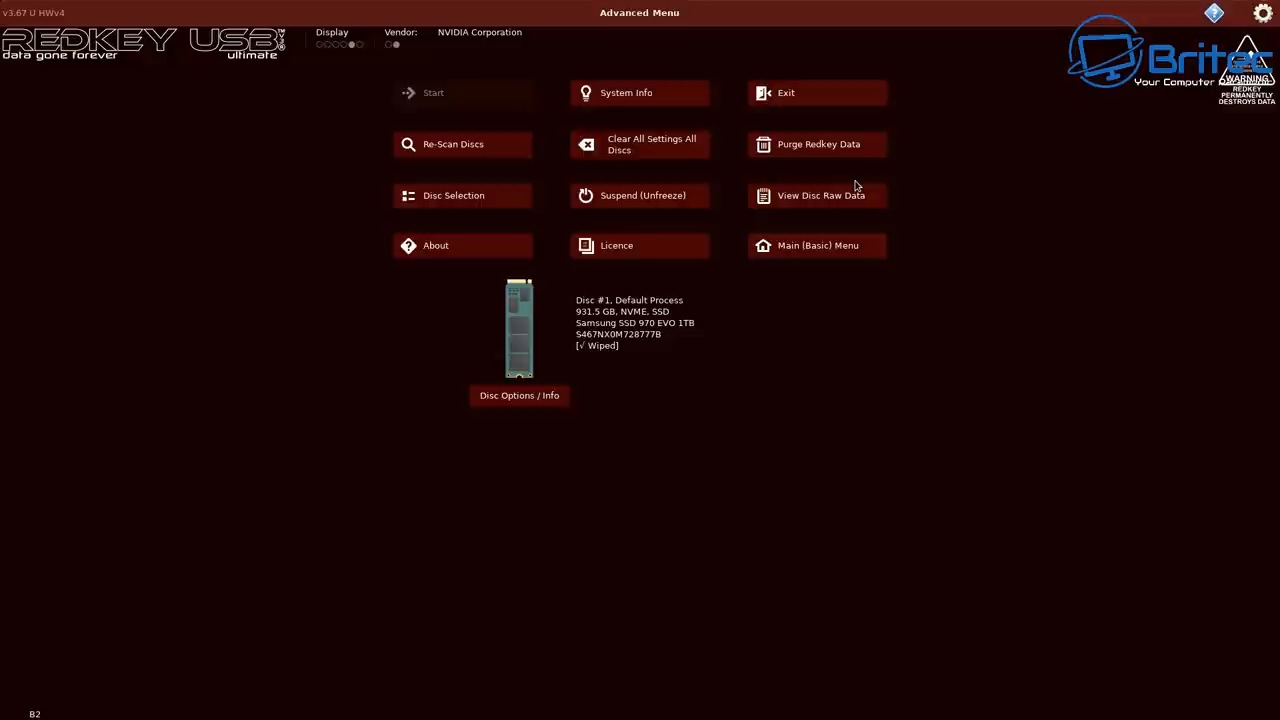 v3.67 U HWv4
Advanced Menu
REDKEY USB
data gone forever
ultimate
Display
Vendor:
NVIDIA Corporation
Britec
Your Computer
WARNING
REDKEY
PERMANENTLY
DESTROYS DATA
Start
System Info
Exit
Re-Scan Discs
Clear All Settings All
Discs
Purge Redkey Data
Disc Selection
Suspend (Unfreeze)
View Disc Raw Data
About
Licence
Main (Basic) Menu
Disc #1, Default Process
931.5 GB, NVME, SSD
Samsung SSD 970 EVO 1TB
S467NX0M728777B
[√ Wiped]
Disc Options / Info
B2